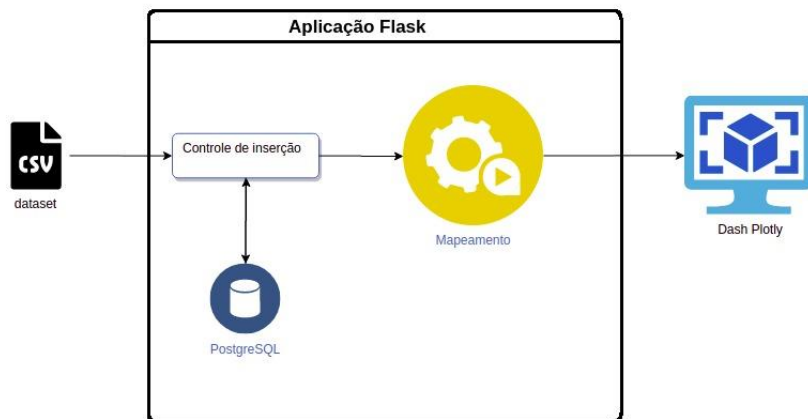 Aplicação Flask
CSV
dataset
Controle de inserção
Mapeamento
PostgreSQL
Dash Plotly